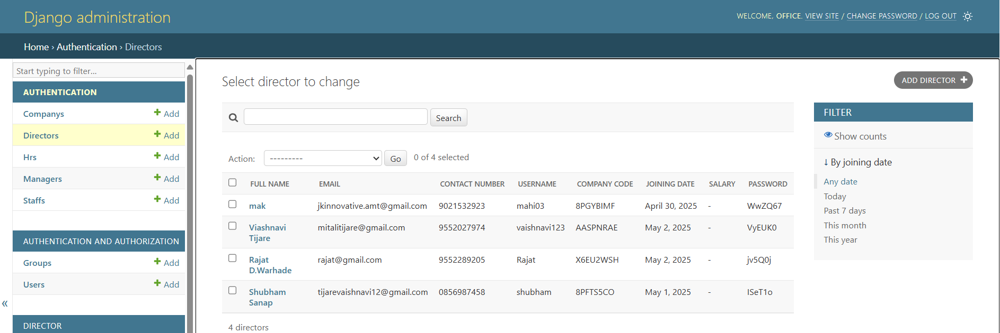 Django administration
WELCOME, OFFICE. VIEW SITE / CHANGE PASSWORD / LOG OUT
Home › Authentication › Directors
Start typing to filter...
AUTHENTICATION
Companys Add
Directors Add
Hrs Add
Managers Add
Staffs Add
AUTHENTICATION AND AUTHORIZATION
Groups Add
Users Add
«
DIRECTOR
Select director to change
ADD DIRECTOR
Search
Action: --------- Go 0 of 4 selected
FULL NAME EMAIL CONTACT NUMBER USERNAME COMPANY CODE JOINING DATE SALARY PASSWORD
mak jkinnovative.amt@gmail.com 9021532923 mahi03 8PGYBIMF April 30, 2025 - WwZQ67
Viashnavi Tijare mitalitijare@gmail.com 9552027974 vaishnavi123 AASPNRAE May 2, 2025 - VyEUK0
Rajat D.Warhade rajat@gmail.com 9552289205 Rajat X6EU2WSH May 2, 2025 - jv5Q0j
Shubham Sanap tijarevaishnavi12@gmail.com 0856987458 shubham 8PFTS5CO May 1, 2025 - ISeT1o
4 directors
FILTER
Show counts
↓ By joining date
Any date
Today
Past 7 days
This month
This year